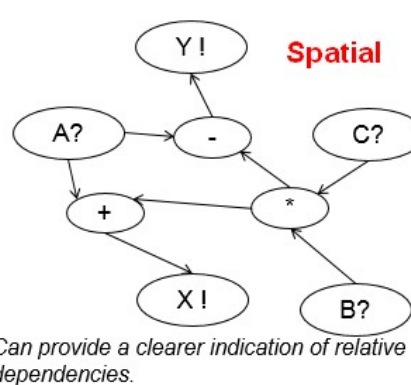 Y !
Spatial
A?
-
C?
+
*
X !
B?
Can provide a clearer indication of relative
dependencies.